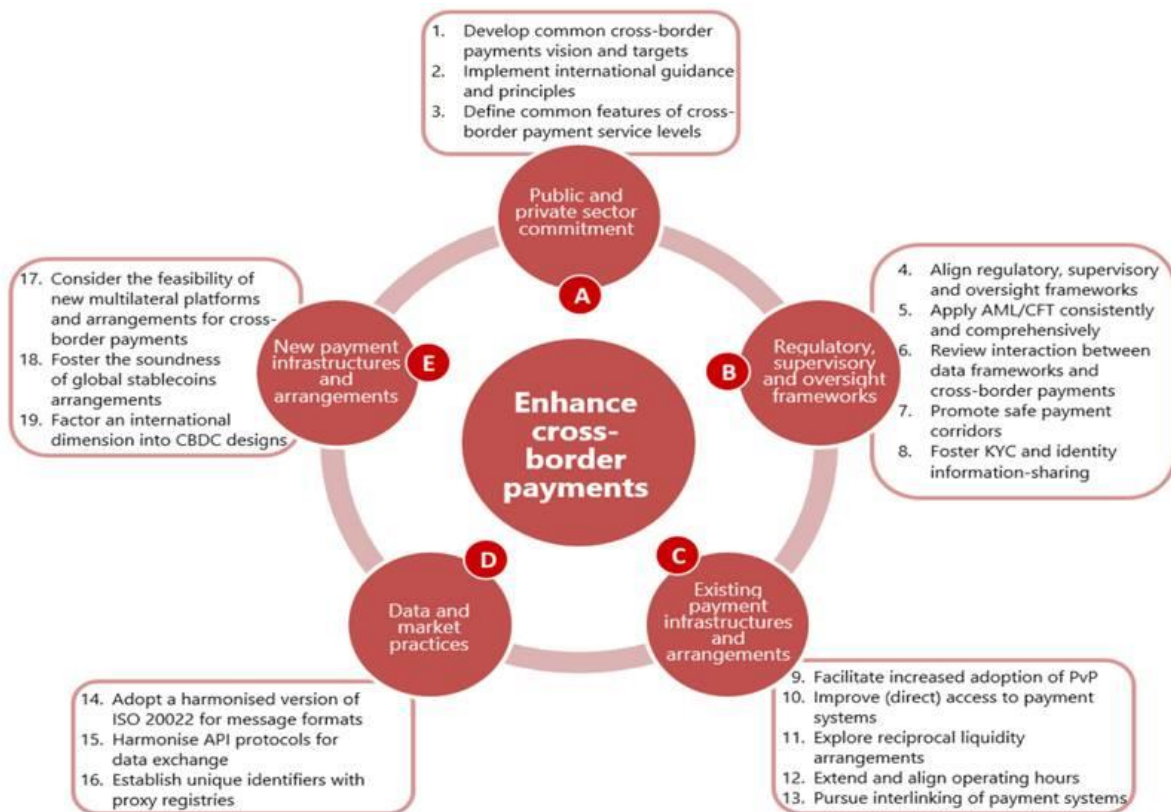 1. Develop common cross-border
payments vision and targets
2. Implement international guidance
and principles
3. Define common features of cross-
border payment service levels
Public and
private sector
commitment
A
17. Consider the feasibility of
new multilateral platforms
and arrangements for cross-
border payments
18. Foster the soundness
of global stablecoins
arrangements
19. Factor an international
dimension into CBDC designs
New payment
infrastructures and
arrangements
E
Enhance
cross-
border
payments
B
Regulatory,
supervisory
and oversight
frameworks
4. Align regulatory, supervisory
and oversight frameworks
5. Apply AML/CFT consistently and
comprehensively
6. Review interaction between
data frameworks and
cross-border payments
7. Promote safe payment
corridors
8. Foster KYC and identity
information-sharing
D
Data and
market
practices
C
Existing
payment
infrastructures
and
arrangements
14. Adopt a harmonised version of
ISO 20022 for message formats
15. Harmonise API protocols for
data exchange
16. Establish unique identifiers with
proxy registries
9. Facilitate increased adoption of PvP
10. Improve (direct) access to payment
systems
11. Explore reciprocal liquidity
arrangements
12. Extend and align operating hours
13. Pursue interlinking of payment systems